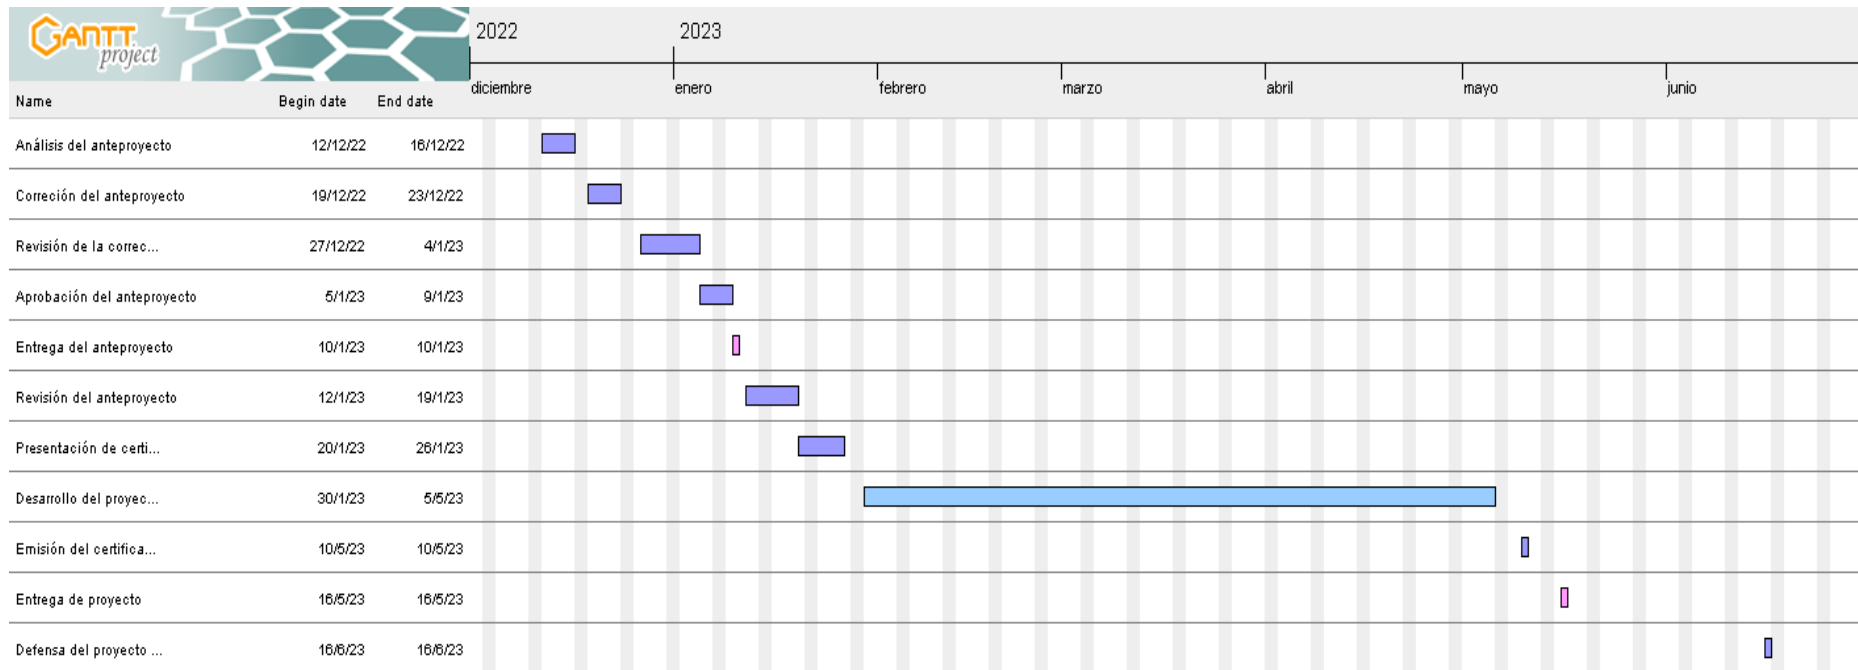 GANTT project
2022 2023
diciembre enero febrero marzo abril mayo junio
Name Begin date End date
Análisis del anteproyecto 12/12/22 16/12/22
Correción del anteproyecto 19/12/22 23/12/22
Revisión de la correc... 27/12/22 4/1/23
Aprobación del anteproyecto 5/1/23 9/1/23
Entrega del anteproyecto 10/1/23 10/1/23
Revisión del anteproyecto 12/1/23 19/1/23
Presentación de certi... 20/1/23 26/1/23
Desarrollo del proyec... 30/1/23 5/5/23
Emisión del certifica... 10/5/23 10/5/23
Entrega de proyecto 16/5/23 16/5/23
Defensa del proyecto ... 16/6/23 16/6/23